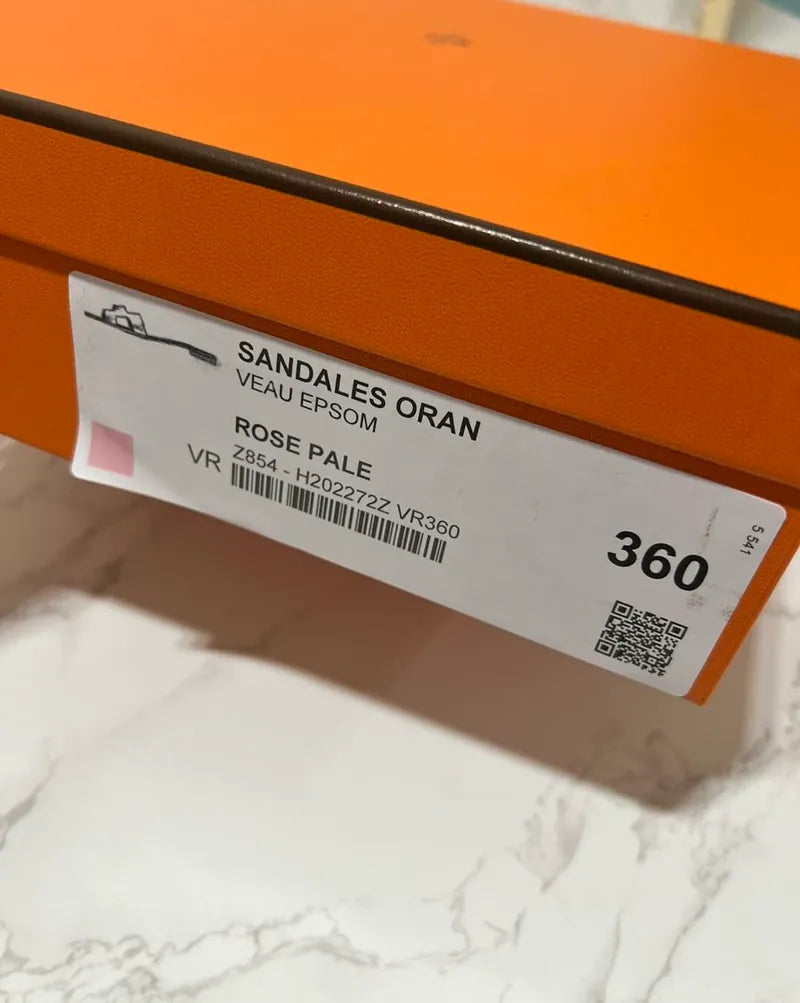 SANDALES ORAN
VEAU EPSOM
ROSE PALE
VR
Z854 - H202272Z VR360
360
5 541